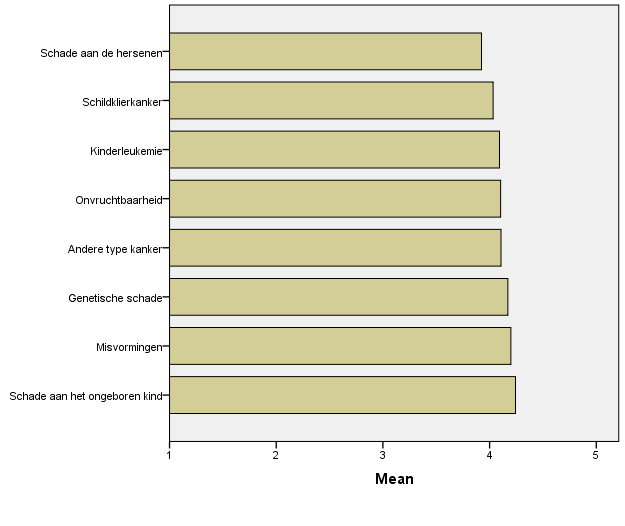 Schade aan de hersenen
Schildklierkanker
Kinderleukemie
Onvruchtbaarheid
Andere type kanker
Genetische schade
Misvormingen
Schade aan het ongeboren kind
1 2 3 4 5
Mean